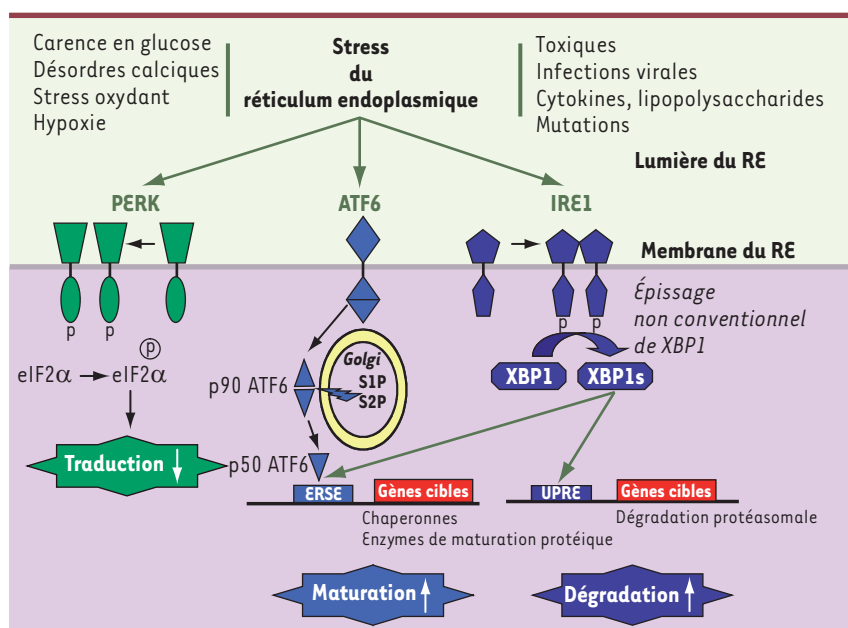 Carence en glucose
Désordres calciques
Stress oxydant
Hypoxie
Stress
du
réticulum endoplasmique
Toxiques
Infections virales
Cytokines, lipopolysaccharides
Mutations
Lumière du RE
PERK
ATF6
IRE1
Membrane du RE
p p
p p
Épissage
non conventionnel
de XBP1
XBP1 XBP1s
p
eIF2α eIF2α
Golgi
S1P
S2P
p90 ATF6
p50 ATF6
Traduction
ERSE Gènes cibles
Chaperonnes
Enzymes de maturation protéique
UPRE Gènes cibles
Dégradation protéasomale
Maturation
Dégradation